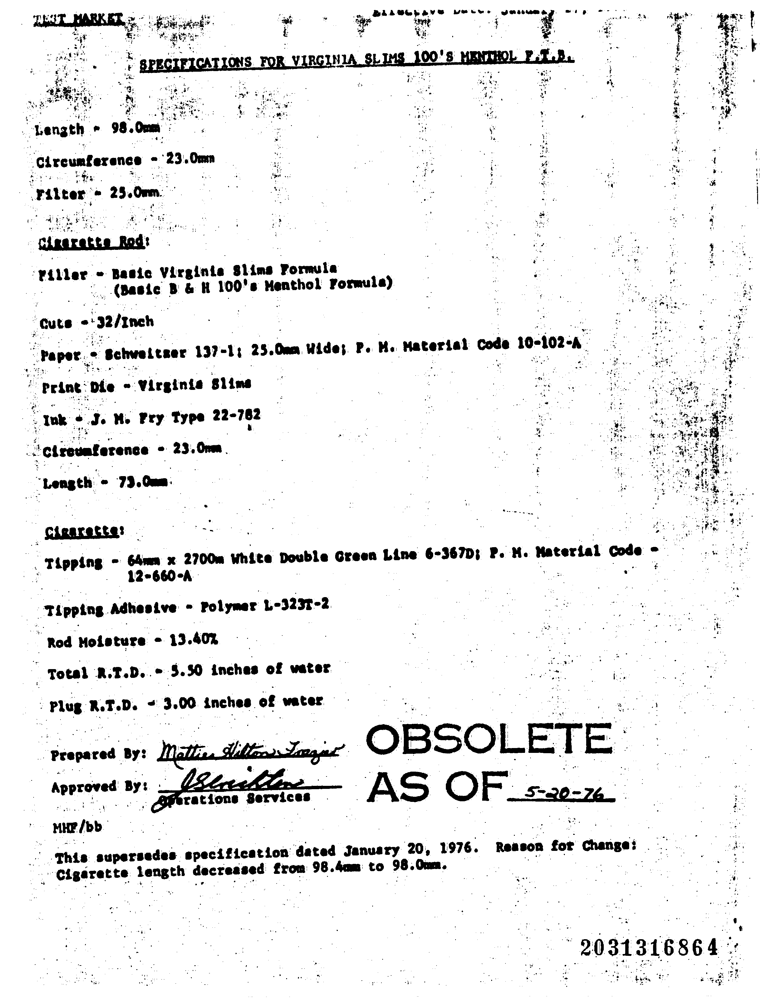 TEST MARKET
Effective Date: January 27,
SPECIFICATIONS FOR VIRGINIA SLIMS 100'S MENTHOL F.T.B.
Length - 98.0mm
Circumference - 23.0mm
Filter - 25.0mm
Cigarette Rod:
Filler - Basic Virginia Slims Formula
(Basic B & H 100's Menthol Formula)
Cuts - 32/Inch
Paper - Schweitzer 137-1; 25.0mm Wide; P. M. Material Code 10-102-A
Print Die - Virginia Slims
Ink - J. M. Fry Type 22-782
Circumference - 23.0mm
Length - 73.0mm
Cigarette:
Tipping - 64mm x 2700m White Double Green Line 6-367D; P. M. Material Code -
12-660-A
Tipping Adhesive - Polymer L-323T-2
Rod Moisture - 13.40%
Total R.T.D. - 5.50 inches of water
Plug R.T.D. - 3.00 inches of water
Prepared By: Mattie Hilton Frazier
Approved By:
Operations Services
OBSOLETE
AS OF 5-20-76
MHF/bb
This supersedes specification dated January 20, 1976. Reason for Change:
Cigarette length decreased from 98.4mm to 98.0mm.
2031316864